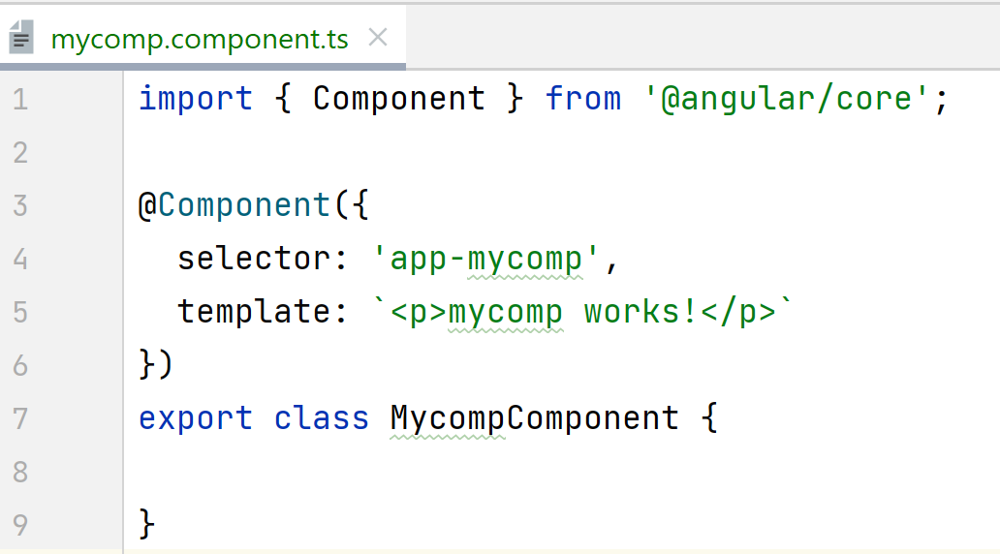 mycomp.component.ts
1 import { Component } from '@angular/core';
2
3 @Component({
4   selector: 'app-mycomp',
5   template: `<p>mycomp works!</p>`
6 })
7 export class MycompComponent {
8
9 }